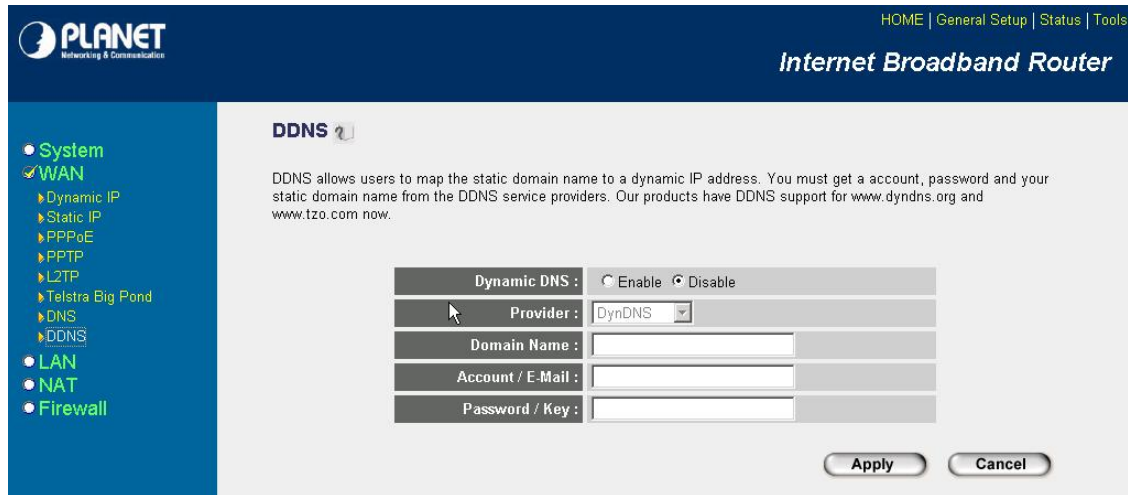 PLANET
Networking & Communication
HOME | General Setup | Status | Tools
Internet Broadband Router
System
WAN
Dynamic IP
Static IP
PPPoE
PPTP
L2TP
Telstra Big Pond
DNS
DDNS
LAN
NAT
Firewall
DDNS
DDNS allows users to map the static domain name to a dynamic IP address. You must get a account, password and your
static domain name from the DDNS service providers. Our products have DDNS support for www.dyndns.org and
www.tzo.com now.
Dynamic DNS : Enable Disable
Provider : DynDNS
Domain Name :
Account / E-Mail :
Password / Key :
Apply Cancel